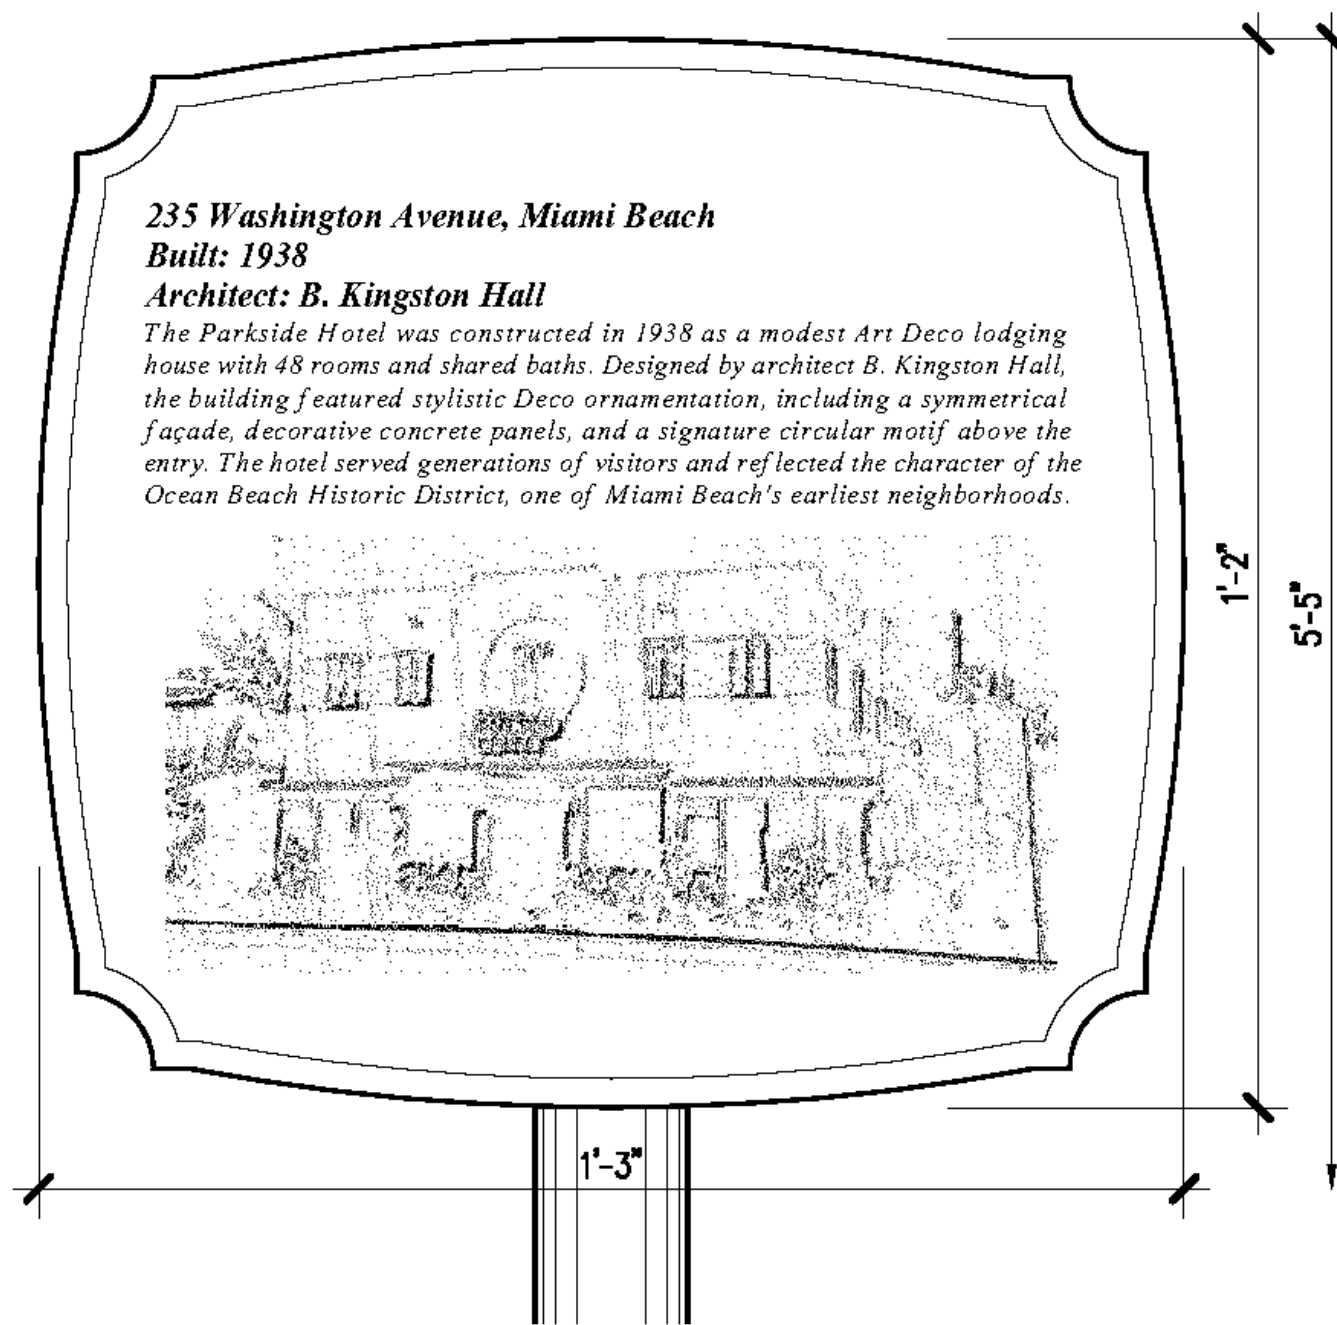 235 Washington Avenue, Miami Beach
Built: 1938
Architect: B. Kingston Hall
The Parkside Hotel was constructed in 1938 as a modest Art Deco lodging
house with 48 rooms and shared baths. Designed by architect B. Kingston Hall,
the building featured stylistic Deco ornamentation, including a symmetrical
façade, decorative concrete panels, and a signature circular motif above the
entry. The hotel served generations of visitors and reflected the character of the
Ocean Beach Historic District, one of Miami Beach's earliest neighborhoods.
1'-2"
5'-5"
1'-3"